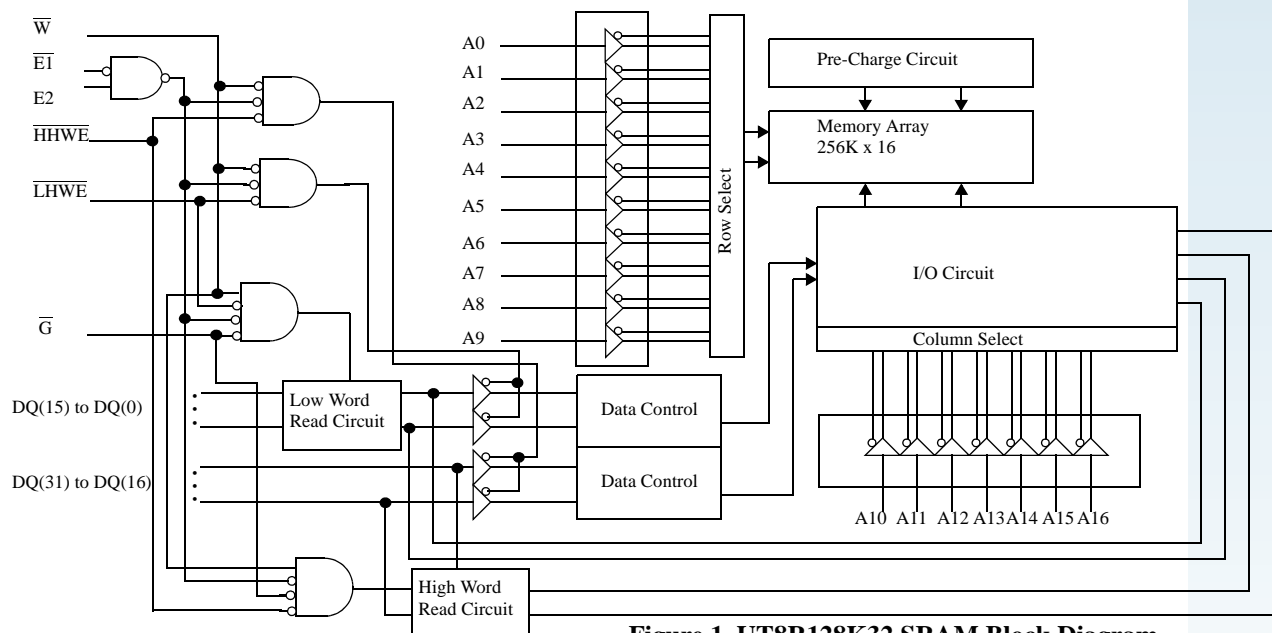 W
E1
E2
HHWE
LHWE
G
DQ(15) to DQ(0)
DQ(31) to DQ(16)
A0
A1
A2
A3
A4
A5
A6
A7
A8
A9
Row Select
Pre-Charge Circuit
Memory Array
256K x 16
I/O Circuit
Column Select
Low Word
Read Circuit
Data Control
Data Control
A10 A11 A12 A13 A14 A15 A16
High Word
Read Circuit
Figure 1. UT8R128K32 SRAM Block Diagram